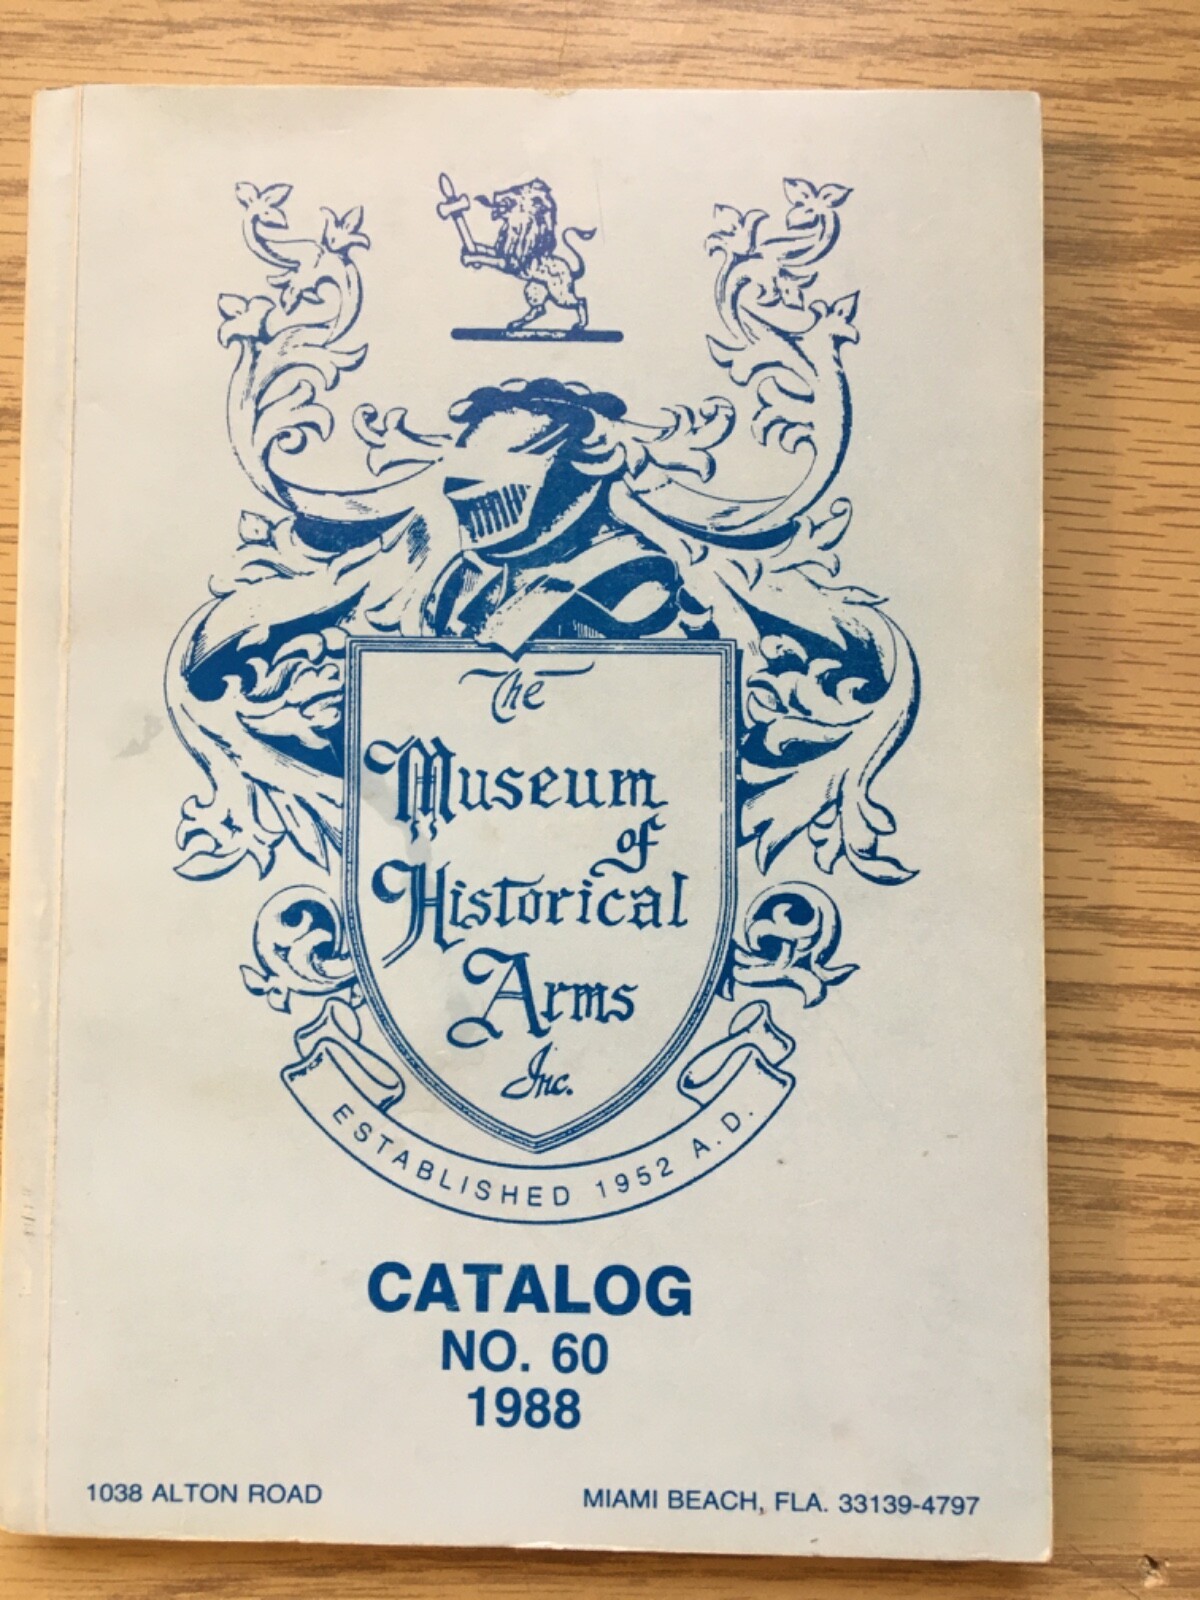 The
Museum
of
Historical
Arms
Inc.
ESTABLISHED 1952 A.D.
CATALOG
NO. 60
1988
1038 ALTON ROAD
MIAMI BEACH, FLA. 33139-4797